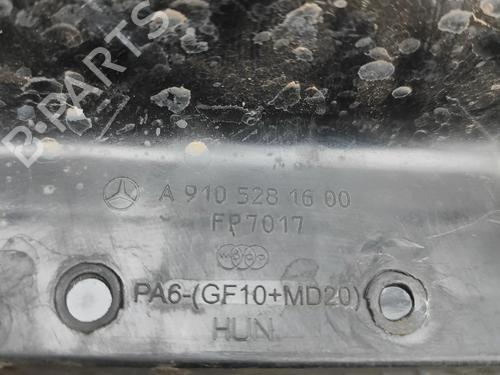 B-PARTS
A 910 528 16 00
FP7017
PA6-(GF10+MD20)
HUN